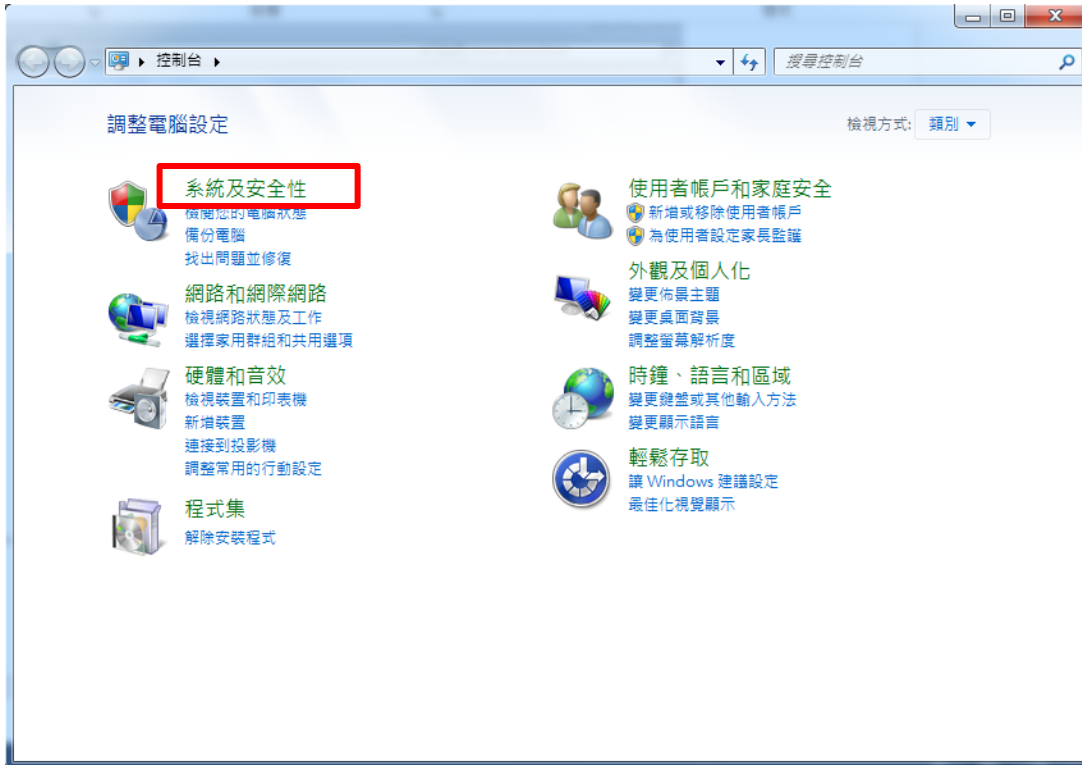 控制台
搜尋控制台
調整電腦設定
檢視方式: 類別
系統及安全性
檢閱您的電腦狀態
備份電腦
找出問題並修復
網路和網際網路
檢視網路狀態及工作
選擇家用群組和共用選項
硬體和音效
檢視裝置和印表機
新增裝置
連接到投影機
調整常用的行動設定
程式集
解除安裝程式
使用者帳戶和家庭安全
新增或移除使用者帳戶
為使用者設定家長監護
外觀及個人化
變更佈景主題
變更桌面背景
調整螢幕解析度
時鐘、語言和區域
變更鍵盤或其他輸入方法
變更顯示語言
輕鬆存取
讓 Windows 建議設定
最佳化視覺顯示